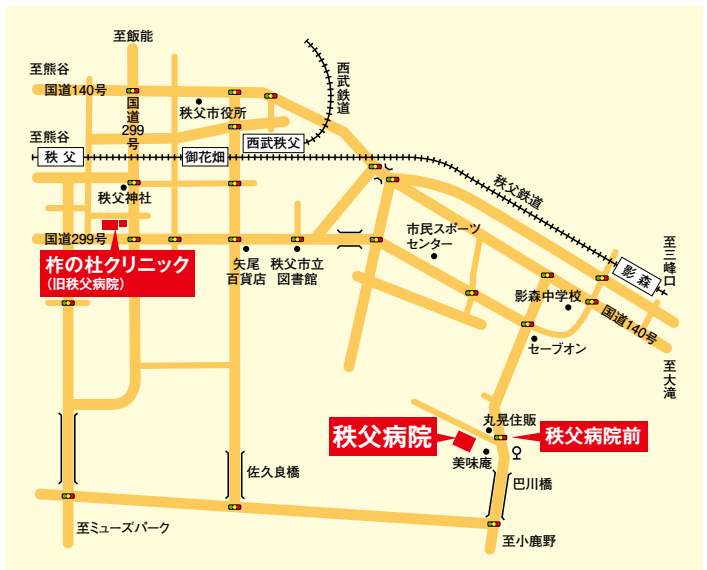 至飯能
至熊谷
国道140号
国道299号
秩父市役所
西武鉄道
至熊谷
秩父
御花畑
西武秩父
秩父神社
秩父鉄道
国道299号
柞の杜クリニック
(旧秩父病院)
矢尾
百貨店
秩父市立
図書館
市民スポーツ
センター
至三峰口
影森
影森中学校
国道140号
セーブオン
至大滝
秩父病院
丸晃住販
秩父病院前
美味庵
佐久良橋
巴川橋
至ミューズパーク
至小鹿野